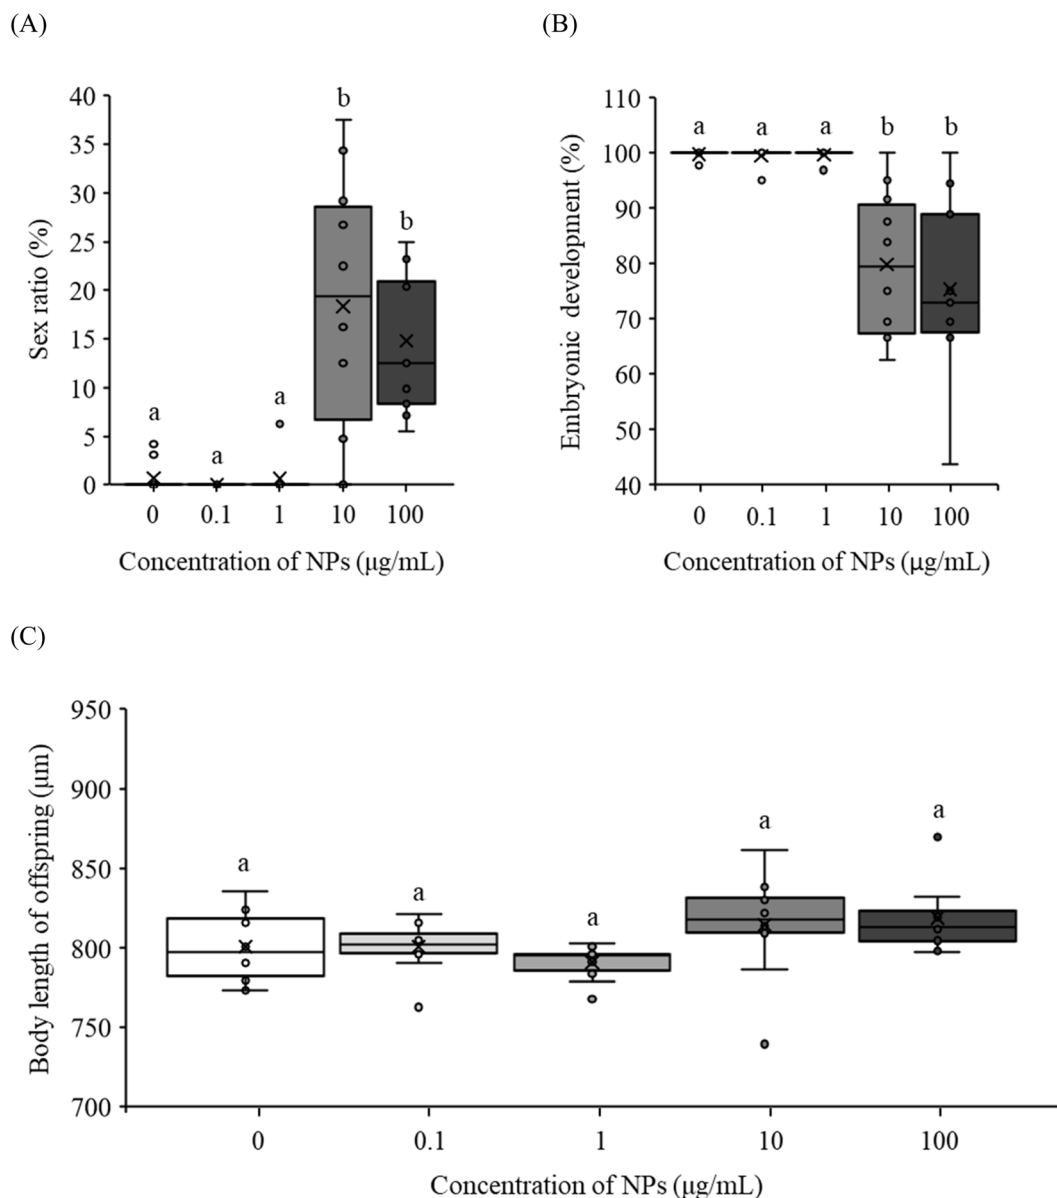 (A)
(B)
40
35
30
25
20
15
10
5
0
Sex ratio (%)
a
a
a
b
b
0
0.1
1
10
100
Concentration of NPs (μg/mL)
110
100
90
80
70
60
50
40
Embryonic development (%)
a
a
a
b
b
0
0.1
1
10
100
Concentration of NPs (μg/mL)
(C)
950
900
850
800
750
700
Body length of offspring (μm)
a
a
a
a
a
0
0.1
1
10
100
Concentration of NPs (μg/mL)